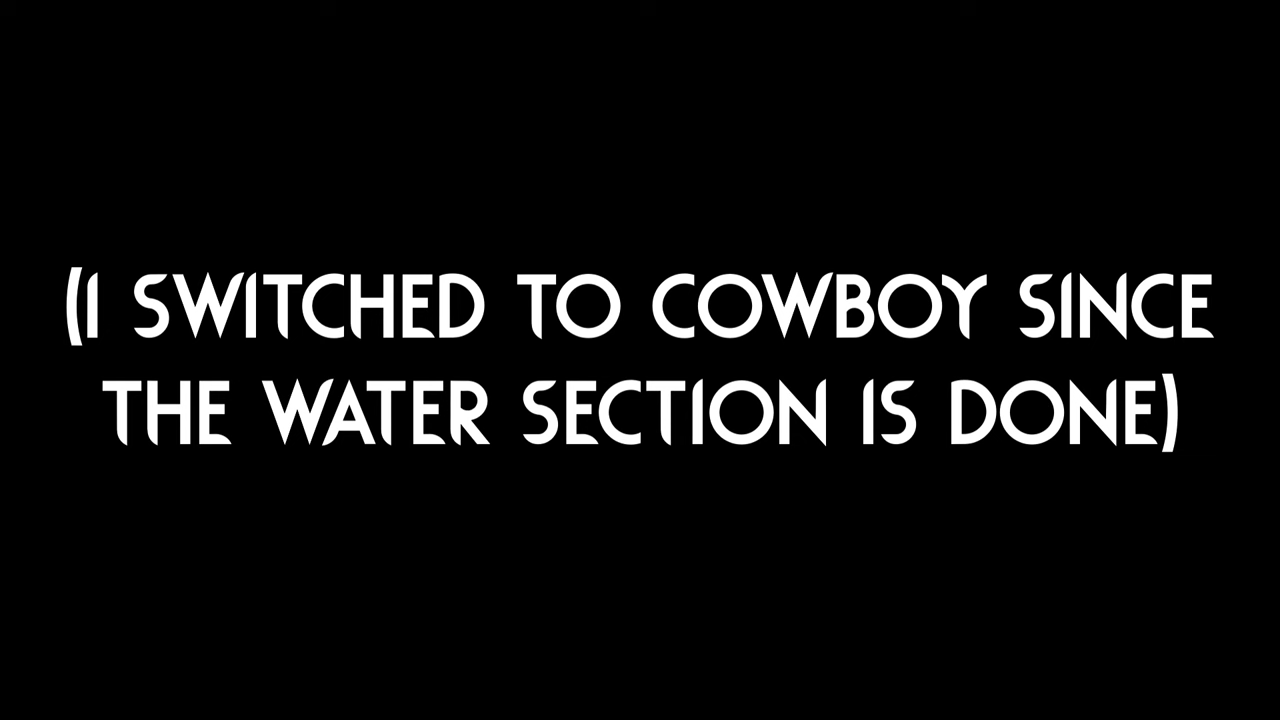 (I SWITCHED TO COWBOY SINCE
THE WATER SECTION IS DONE)